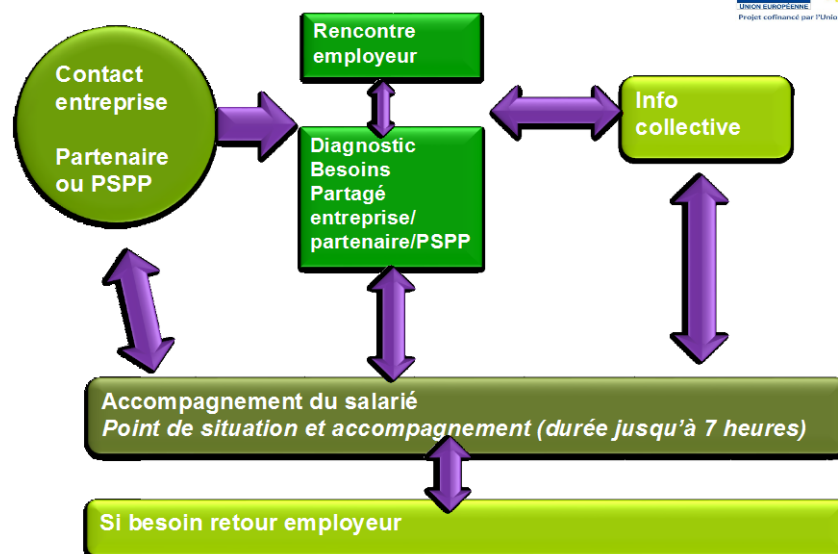 UNION EUROPÉENNE
Projet cofinancé par l'Unio
Rencontre
employeur
Contact
entreprise
Partenaire
ou PSPP
Info
collective
Diagnostic
Besoins
Partagé
entreprise/
partenaire/PSPP
Accompagnement du salarié
Point de situation et accompagnement (durée jusqu'à 7 heures)
Si besoin retour employeur